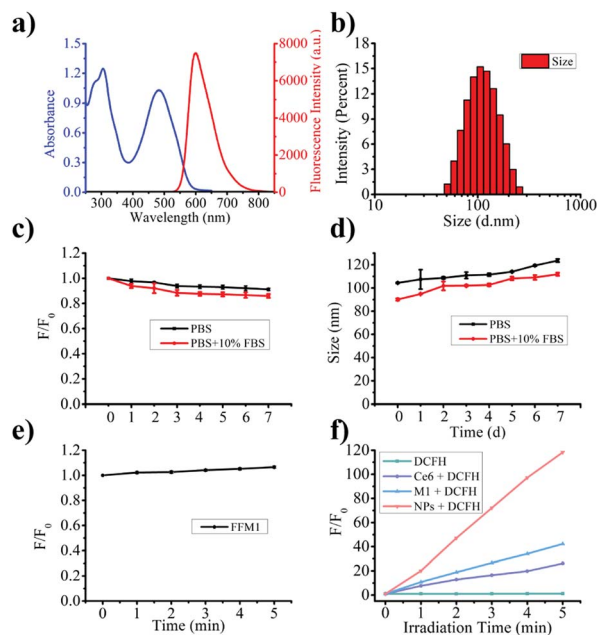 a)
1.5
1.2
0.9
0.6
0.3
0.0
Absorbance
300 400 500 600 700 800
Wavelength (nm)
8000
6000
4000
2000
0
Fluorescence Intensity (a.u.)
b)
18
15
12
9
6
3
0
Intensity (Percent)
Size
10 100 1000
Size (d.nm)
c)
1.2
1.0
0.8
0.6
0.4
0.2
0.0
F/F0
PBS
PBS+10% FBS
0 1 2 3 4 5 6 7
d)
120
100
80
60
40
20
0
Size (nm)
PBS
PBS+10% FBS
0 1 2 3 4 5 6 7
Time (d)
e)
1.2
1.0
0.8
0.6
0.4
0.2
0.0
F/F0
FFM1
0 1 2 3 4 5
Time (min)
f)
120
100
80
60
40
20
0
F/F0
DCFH
Ce6 + DCFH
M1 + DCFH
NPs + DCFH
0 1 2 3 4 5
Irradiation Time (min)